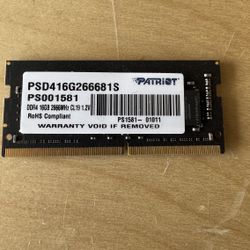 PATRIOT
PSD416G266681S
PS001581
DDR4 16GB 2666MHz CL19 1.2V
RoHS Compliant
PS1581- 01011
WARRANTY VOID IF REMOVED